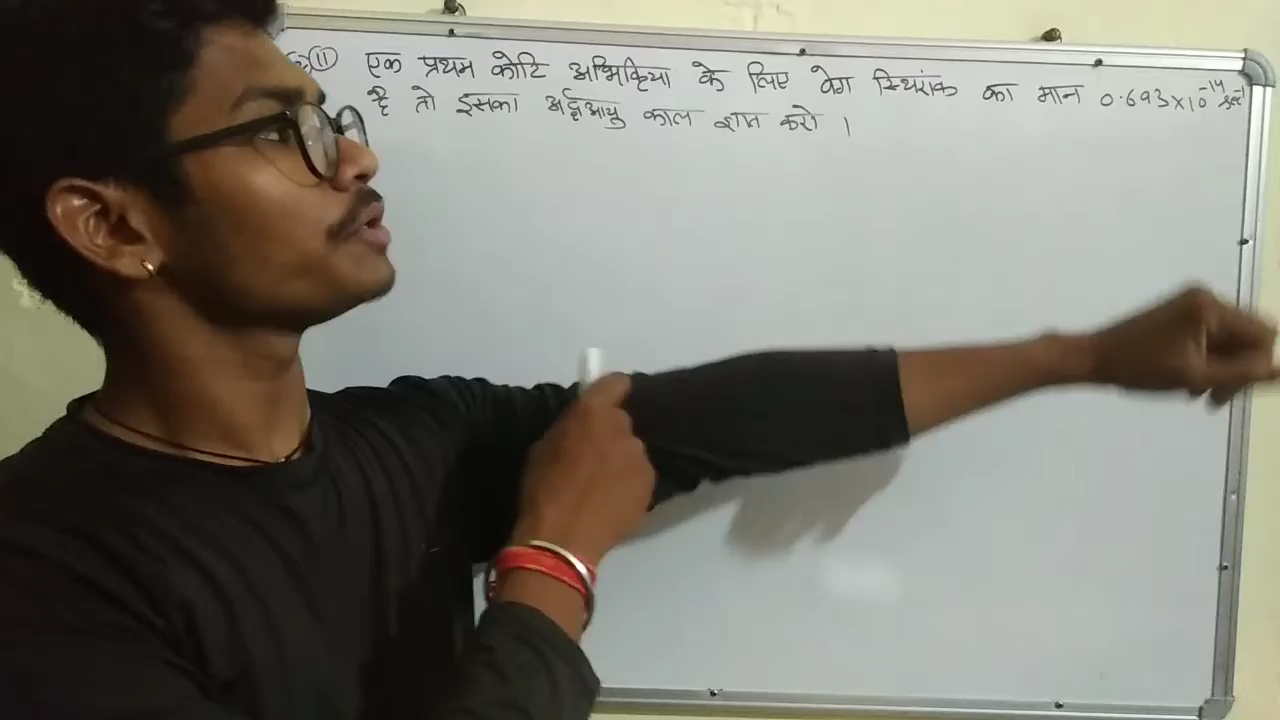 (11) एक प्रथम कोटि अभिक्रिया के लिए वेग स्थिरांक का मान 0.693×10⁻¹⁴ sec⁻¹
है तो इसका अर्द्धआयु काल ज्ञात करो ।